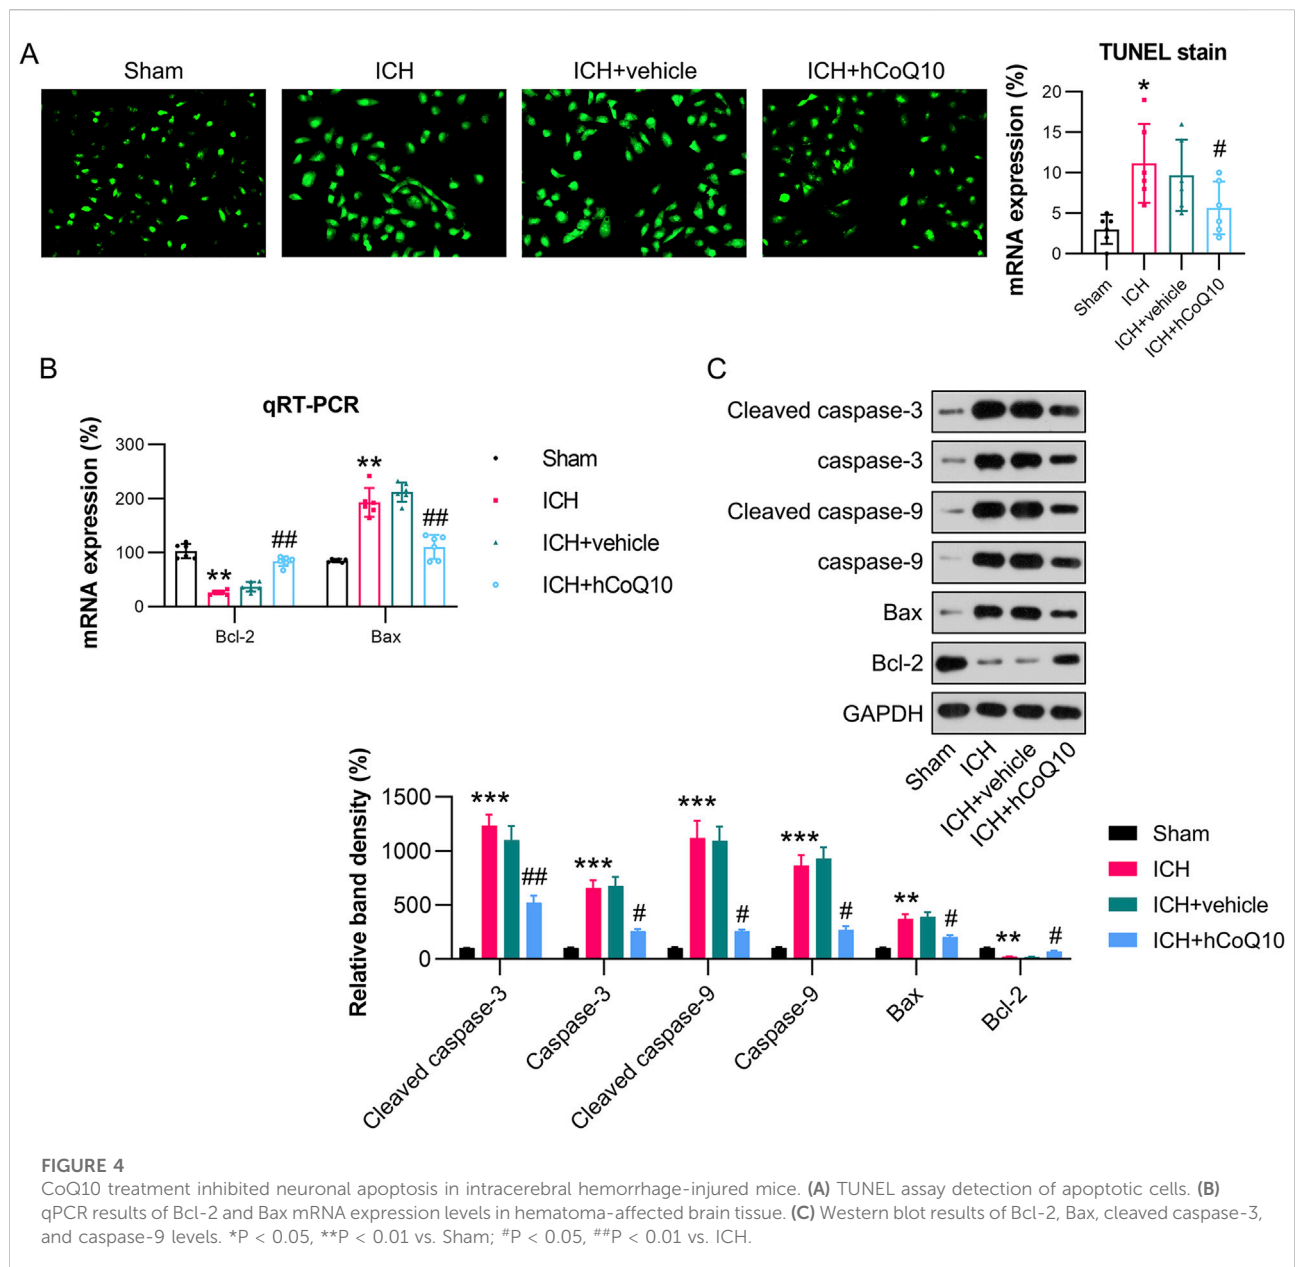 A
Sham
ICH
ICH+vehicle
ICH+hCoQ10
TUNEL stain
mRNA expression (%)
20
15
10
5
0
*
#
Sham
ICH
ICH+vehicle
ICH+hCoQ10
B
qRT-PCR
mRNA expression (%)
300
200
100
0
**
##
**
##
Bcl-2
Bax
Sham
ICH
ICH+vehicle
ICH+hCoQ10
C
Cleaved caspase-3
caspase-3
Cleaved caspase-9
caspase-9
Bax
Bcl-2
GAPDH
Sham
ICH
ICH+vehicle
ICH+hCoQ10
Relative band density (%)
1500
1000
500
0
***
##
***
#
***
#
***
#
**
#
**
#
Cleaved caspase-3
Caspase-3
Cleaved caspase-9
Caspase-9
Bax
Bcl-2
Sham
ICH
ICH+vehicle
ICH+hCoQ10
FIGURE 4
CoQ10 treatment inhibited neuronal apoptosis in intracerebral hemorrhage-injured mice. (A) TUNEL assay detection of apoptotic cells. (B)
qPCR results of Bcl-2 and Bax mRNA expression levels in hematoma-affected brain tissue. (C) Western blot results of Bcl-2, Bax, cleaved caspase-3,
and caspase-9 levels. *P < 0.05, **P < 0.01 vs. Sham; #P < 0.05, ##P < 0.01 vs. ICH.